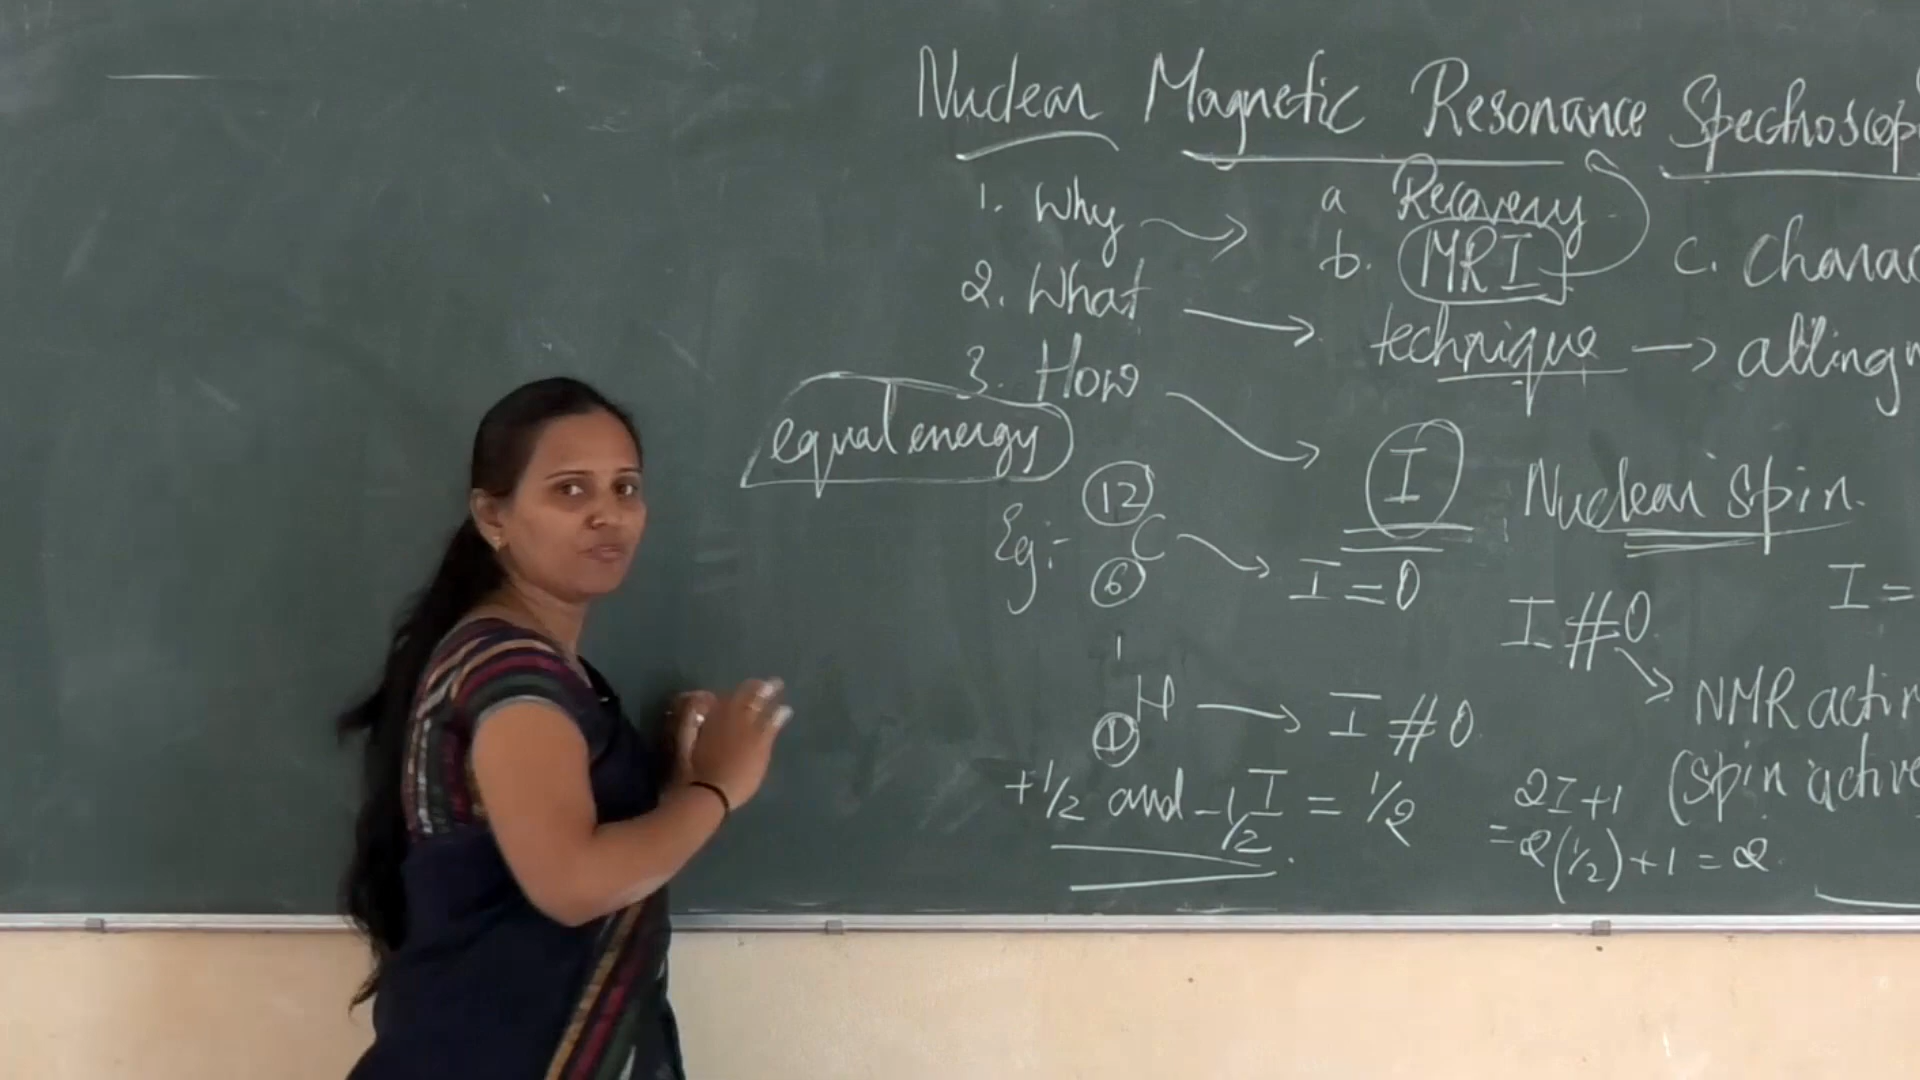 Nuclear Magnetic Resonance Spectroscop
1. Why → a Recovery
b. MRI c. Charac
2. What → technique → alling
3. How → I Nuclear Spin.
equal energy
Eg:- 12 C 6 → I = 0
I = 
I # 0 → NMR activ
(Spin active
1 H 1 → I # 0
+1/2 and -1/2 I = 1/2
2I+1
= 2(1/2) + 1 = 2